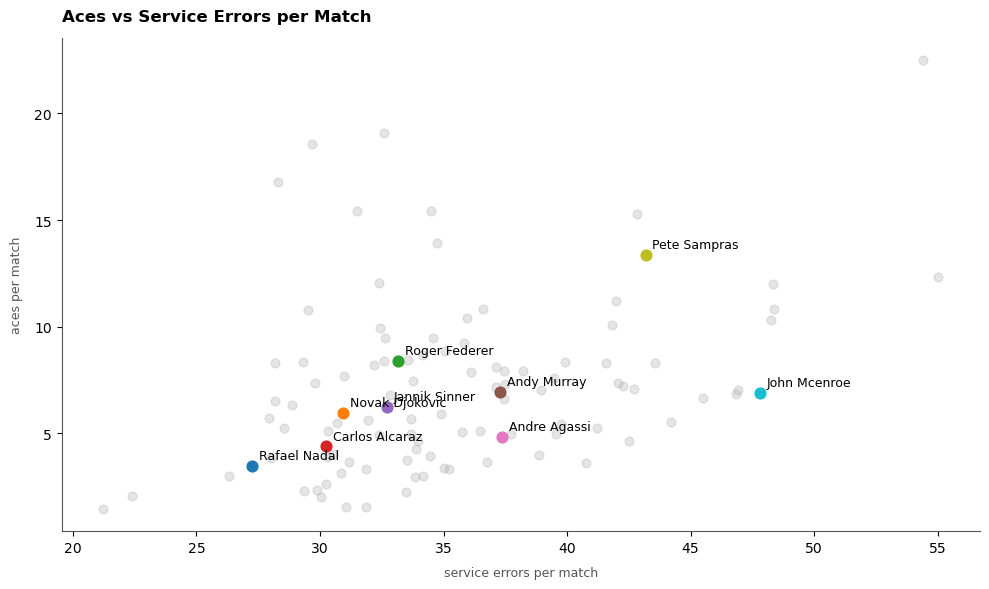 Aces vs Service Errors per Match
20
15
10
5
aces per match
Pete Sampras
Roger Federer
Andy Murray
John Mcenroe
Jannik Sinner
Novak Djokovic
Andre Agassi
Carlos Alcaraz
Rafael Nadal
20 25 30 35 40 45 50 55
service errors per match